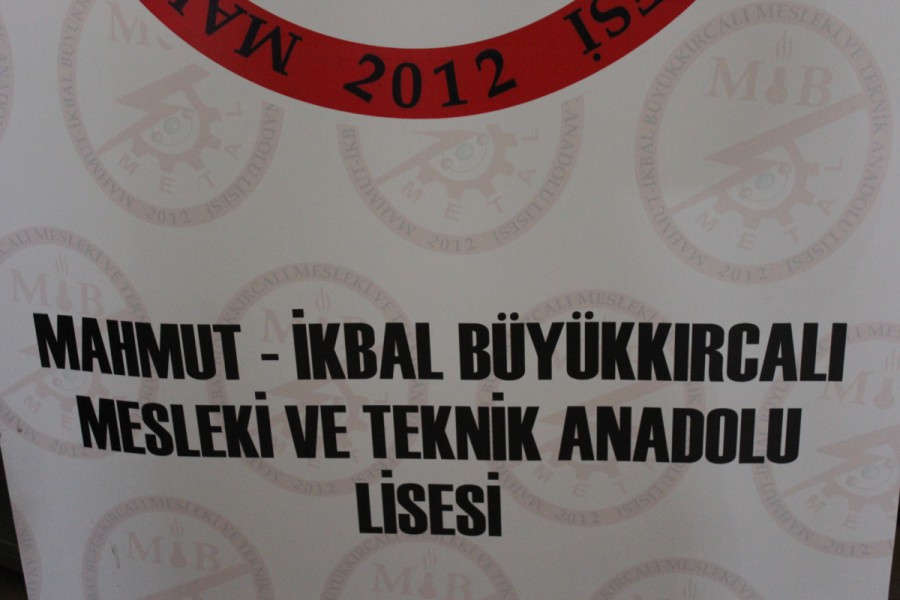 2012
MAHMUT - İKBAL BÜYÜKKIRCALI
MESLEKİ VE TEKNİK ANADOLU
LİSESİ